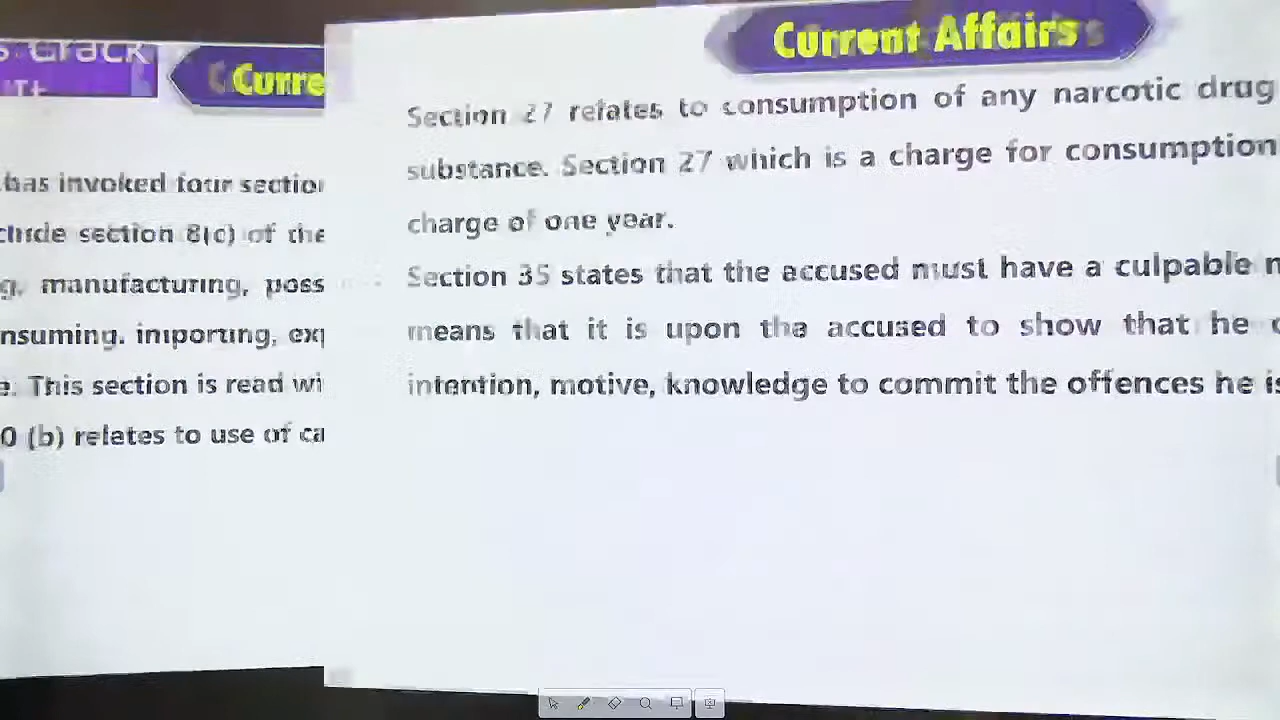 Crack
Curre
has invoked four section
clude section 8(c) of the
g, manufacturing, poss
nsuming, importing, exp
e. This section is read wi
0 (b) relates to use of ca
Current Affairs
Section 27 relates to consumption of any narcotic drug
substance. Section 27 which is a charge for consumption
charge of one year.
Section 35 states that the accused must have a culpable m
means that it is upon the accused to show that he
intention, motive, knowledge to commit the offences he is